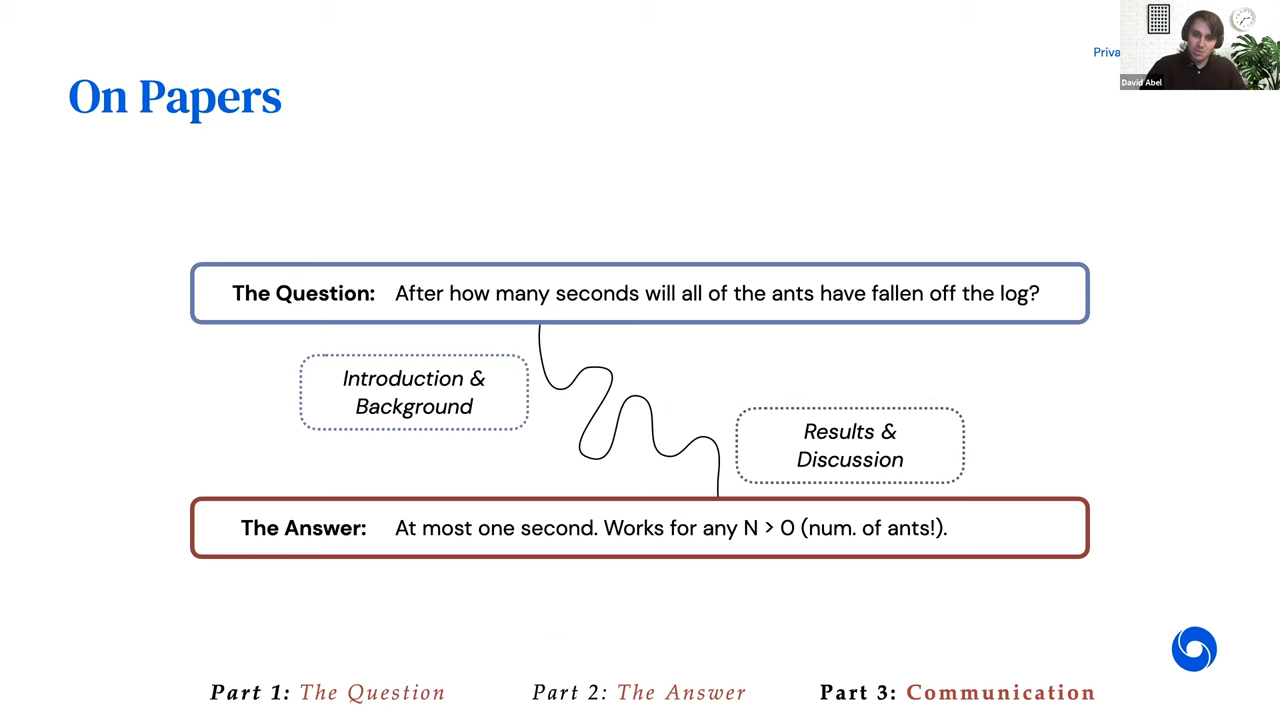 Priva
David Abel
On Papers
The Question: After how many seconds will all of the ants have fallen off the log?
Introduction &
Background
Results &
Discussion
The Answer: At most one second. Works for any N > 0 (num. of ants!).
Part 1: The Question Part 2: The Answer Part 3: Communication